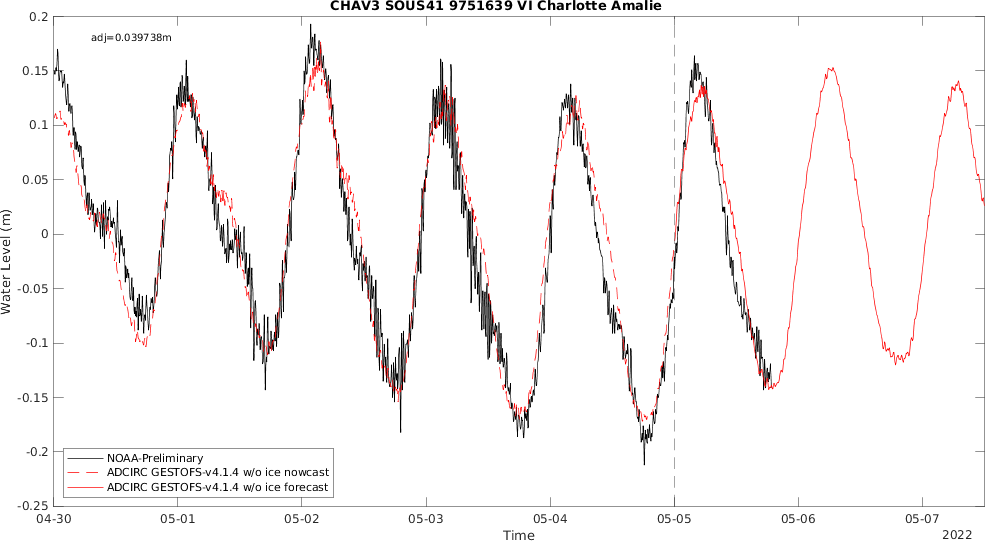 CHAV3 SOUS41 9751639 VI Charlotte Amalie
adj=0.039738m
0.2
0.15
0.1
0.05
0
-0.05
-0.1
-0.15
-0.2
-0.25
Water Level (m)
NOAA-Preliminary
ADCIRC GESTOFS-v4.1.4 w/o ice nowcast
ADCIRC GESTOFS-v4.1.4 w/o ice forecast
04-30 05-01 05-02 05-03 05-04 05-05 05-06 05-07
Time
2022